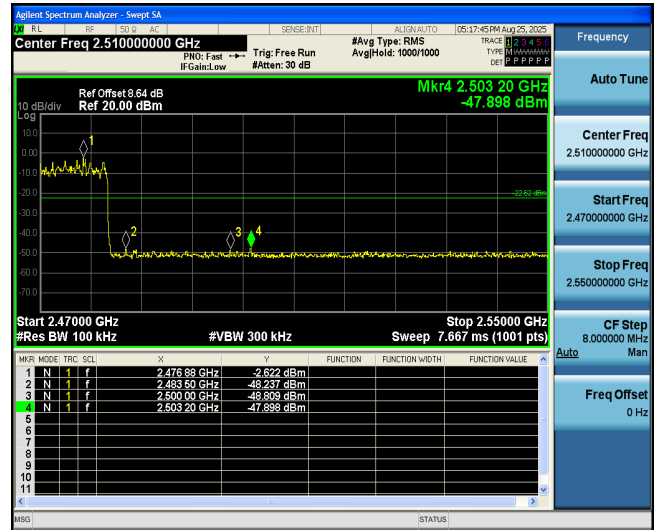 Agilent Spectrum Analyzer - Swept SA
LXI RL RF 50 Ω AC SENSE:INT ALIGN AUTO 05:17:45 PM Aug 25, 2025
Center Freq 2.510000000 GHz
PNO: Fast
IFGain:Low
Trig: Free Run
#Atten: 30 dB
#Avg Type: RMS
Avg|Hold: 1000/1000
TRACE 1 2 3 4 5 6
TYPE M
DET P P P P P P
Mkr4 2.503 20 GHz
-47.898 dBm
Ref Offset 8.64 dB
10 dB/div Ref 20.00 dBm
Log
10.0
0.00
-10.0
-20.0
-30.0
-40.0
-50.0
-60.0
-70.0
1
2
3
4
-22.62 dBm
Start 2.47000 GHz Stop 2.55000 GHz
#Res BW 100 kHz #VBW 300 kHz Sweep 7.667 ms (1001 pts)
MKR MODE TRC SCL X Y FUNCTION FUNCTION WIDTH FUNCTION VALUE
1 N 1 f 2.476 88 GHz -2.622 dBm
2 N 1 f 2.483 50 GHz -48.237 dBm
3 N 1 f 2.500 00 GHz -48.809 dBm
4 N 1 f 2.503 20 GHz -47.898 dBm
5
6
7
8
9
10
11
MSG STATUS
Frequency
Auto Tune
Center Freq
2.510000000 GHz
Start Freq
2.470000000 GHz
Stop Freq
2.550000000 GHz
CF Step
8.000000 MHz
Auto Man
Freq Offset
0 Hz